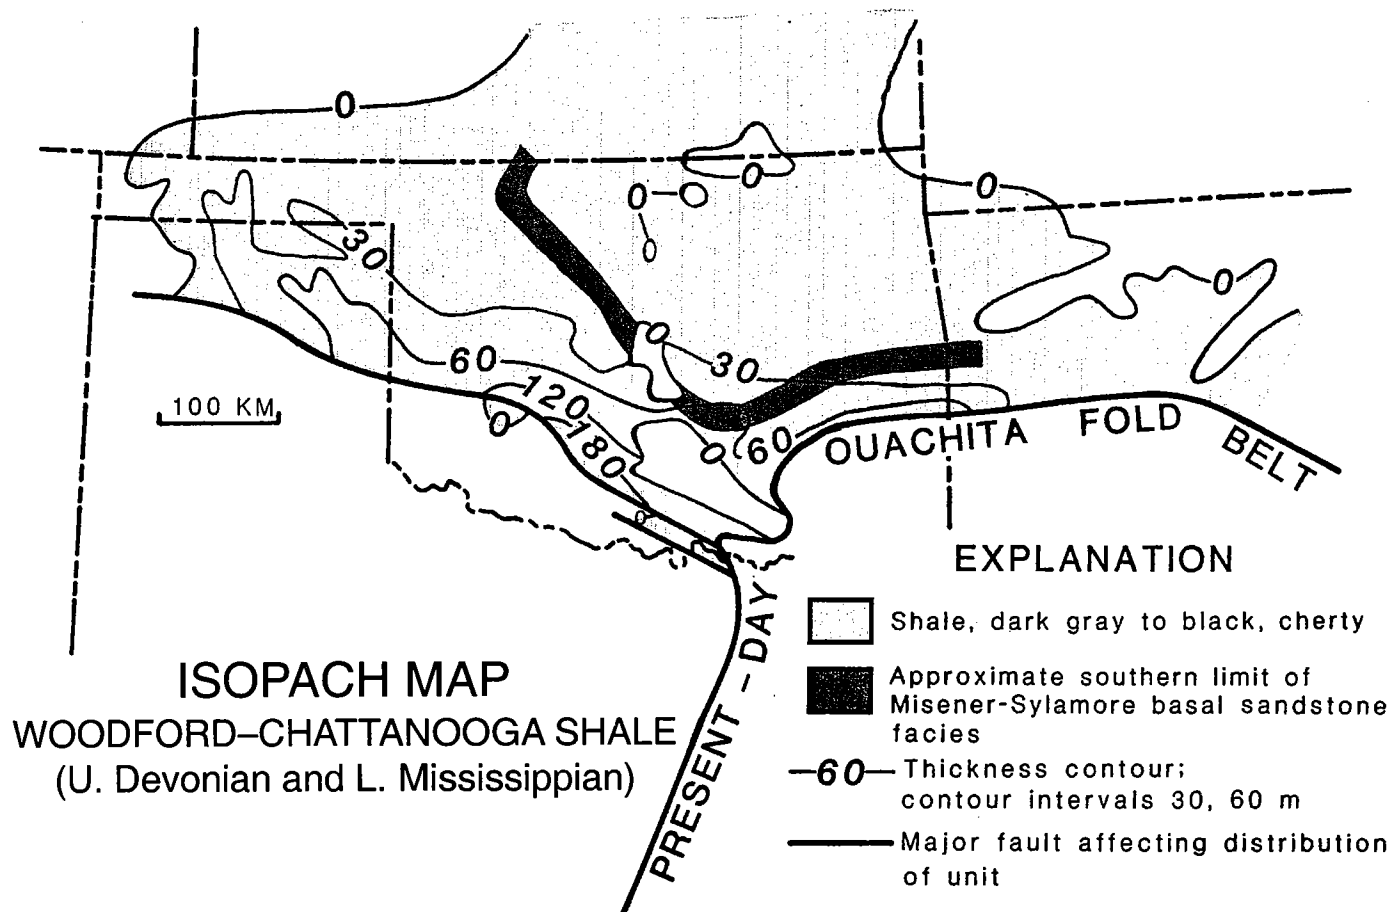 0
0
0
0
0
0
30
0
0
60
30
120
100 KM
0
180
0
60
0
OUACHITA FOLD BELT
PRESENT-DAY
EXPLANATION
Shale, dark gray to black, cherty
Approximate southern limit of
Misener-Sylamore basal sandstone
facies
—60— Thickness contour;
contour intervals 30, 60 m
Major fault affecting distribution
of unit
ISOPACH MAP
WOODFORD–CHATTANOOGA SHALE
(U. Devonian and L. Mississippian)